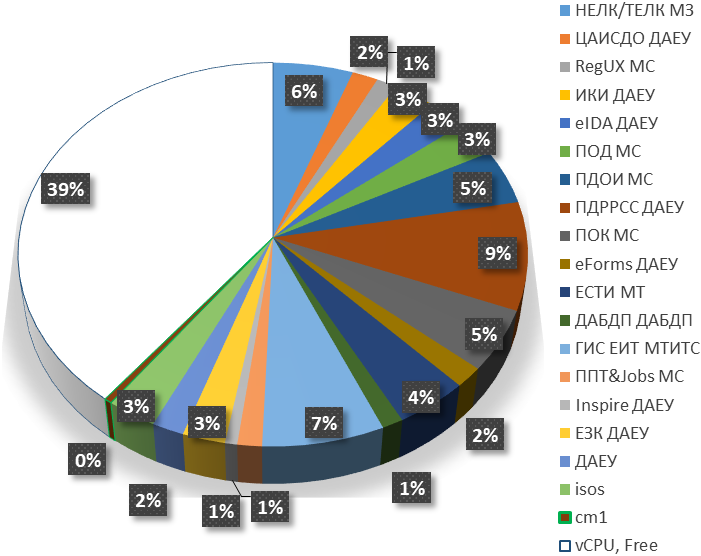 НЕЛК/ТЕЛК МЗ
ЦАИСДО ДАЕУ
RegUX МС
ИКИ ДАЕУ
eIDA ДАЕУ
ПОД МС
ПДОИ МС
ПДРРСС ДАЕУ
ПОК МС
eForms ДАЕУ
ЕСТИ МТ
ДАБДП ДАБДП
ГИС ЕИТ МТИТС
ППТ&Jobs МС
Inspire ДАЕУ
ЕЗК ДАЕУ
ДАЕУ
isos
cm1
vCPU, Free
6%
2%
1%
3%
3%
3%
5%
9%
5%
2%
4%
1%
7%
1%
1%
3%
2%
3%
0%
39%